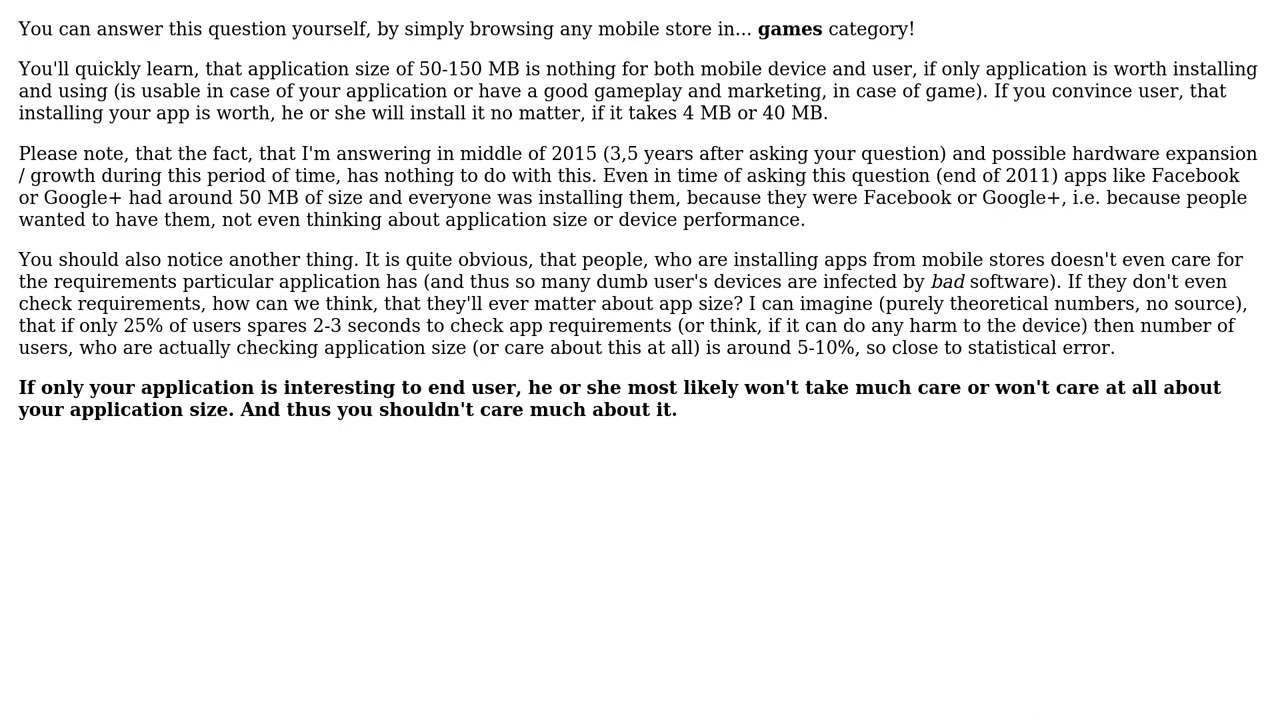 You can answer this question yourself, by simply browsing any mobile store in... games category!
You'll quickly learn, that application size of 50-150 MB is nothing for both mobile device and user, if only application is worth installing
and using (is usable in case of your application or have a good gameplay and marketing, in case of game). If you convince user, that
installing your app is worth, he or she will install it no matter, if it takes 4 MB or 40 MB.
Please note, that the fact, that I'm answering in middle of 2015 (3,5 years after asking your question) and possible hardware expansion
/ growth during this period of time, has nothing to do with this. Even in time of asking this question (end of 2011) apps like Facebook
or Google+ had around 50 MB of size and everyone was installing them, because they were Facebook or Google+, i.e. because people
wanted to have them, not even thinking about application size or device performance.
You should also notice another thing. It is quite obvious, that people, who are installing apps from mobile stores doesn't even care for
the requirements particular application has (and thus so many dumb user's devices are infected by bad software). If they don't even
check requirements, how can we think, that they'll ever matter about app size? I can imagine (purely theoretical numbers, no source),
that if only 25% of users spares 2-3 seconds to check app requirements (or think, if it can do any harm to the device) then number of
users, who are actually checking application size (or care about this at all) is around 5-10%, so close to statistical error.
If only your application is interesting to end user, he or she most likely won't take much care or won't care at all about
your application size. And thus you shouldn't care much about it.